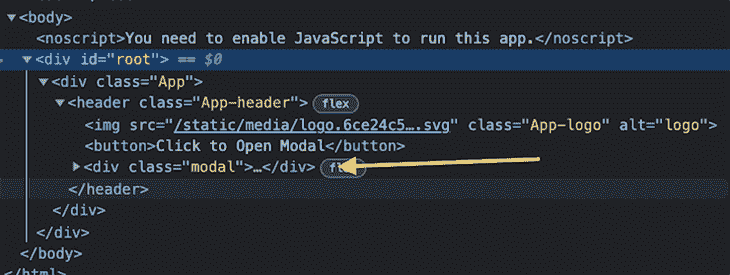 <body>
<noscript>You need to enable JavaScript to run this app.</noscript>
<div id="root"> == $0
<div class="App">
<header class="App-header"> flex
<img src="/static/media/logo.6ce24c5….svg" class="App-logo" alt="logo">
<button>Click to Open Modal</button>
<div class="modal">…</div>
</header>
</div>
</div>
</body>
</html>